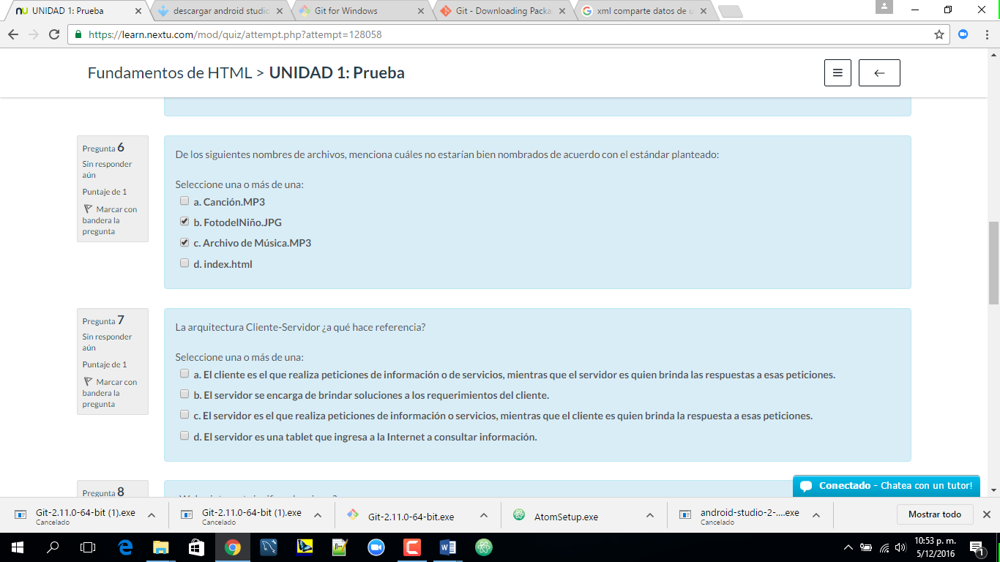 UNIDAD 1: Prueba
descargar android studio
Git for Windows
Git - Downloading Packa
xml comparte datos de u
https://learn.nextu.com/mod/quiz/attempt.php?attempt=128058
Fundamentos de HTML > UNIDAD 1: Prueba
Pregunta 6
Sin responder
aún
Puntaje de 1
Marcar con
bandera la
pregunta
De los siguientes nombres de archivos, menciona cuáles no estarían bien nombrados de acuerdo con el estándar planteado:
Seleccione una o más de una:
a. Canción.MP3
b. FotodelNiño.JPG
c. Archivo de Música.MP3
d. index.html
Pregunta 7
Sin responder
aún
Puntaje de 1
Marcar con
bandera la
pregunta
La arquitectura Cliente-Servidor ¿a qué hace referencia?
Seleccione una o más de una:
a. El cliente es el que realiza peticiones de información o de servicios, mientras que el servidor es quien brinda las respuestas a esas peticiones.
b. El servidor se encarga de brindar soluciones a los requerimientos del cliente.
c. El servidor es el que realiza peticiones de información o servicios, mientras que el cliente es quien brinda la respuesta a esas peticiones.
d. El servidor es una tablet que ingresa a la Internet a consultar información.
Pregunta 8
Conectado - Chatea con un tutor!
Git-2.11.0-64-bit (1).exe
Cancelado
Git-2.11.0-64-bit (1).exe
Cancelado
Git-2.11.0-64-bit.exe
AtomSetup.exe
android-studio-2-....exe
Cancelado
Mostrar todo
10:53 p. m.
5/12/2016
1